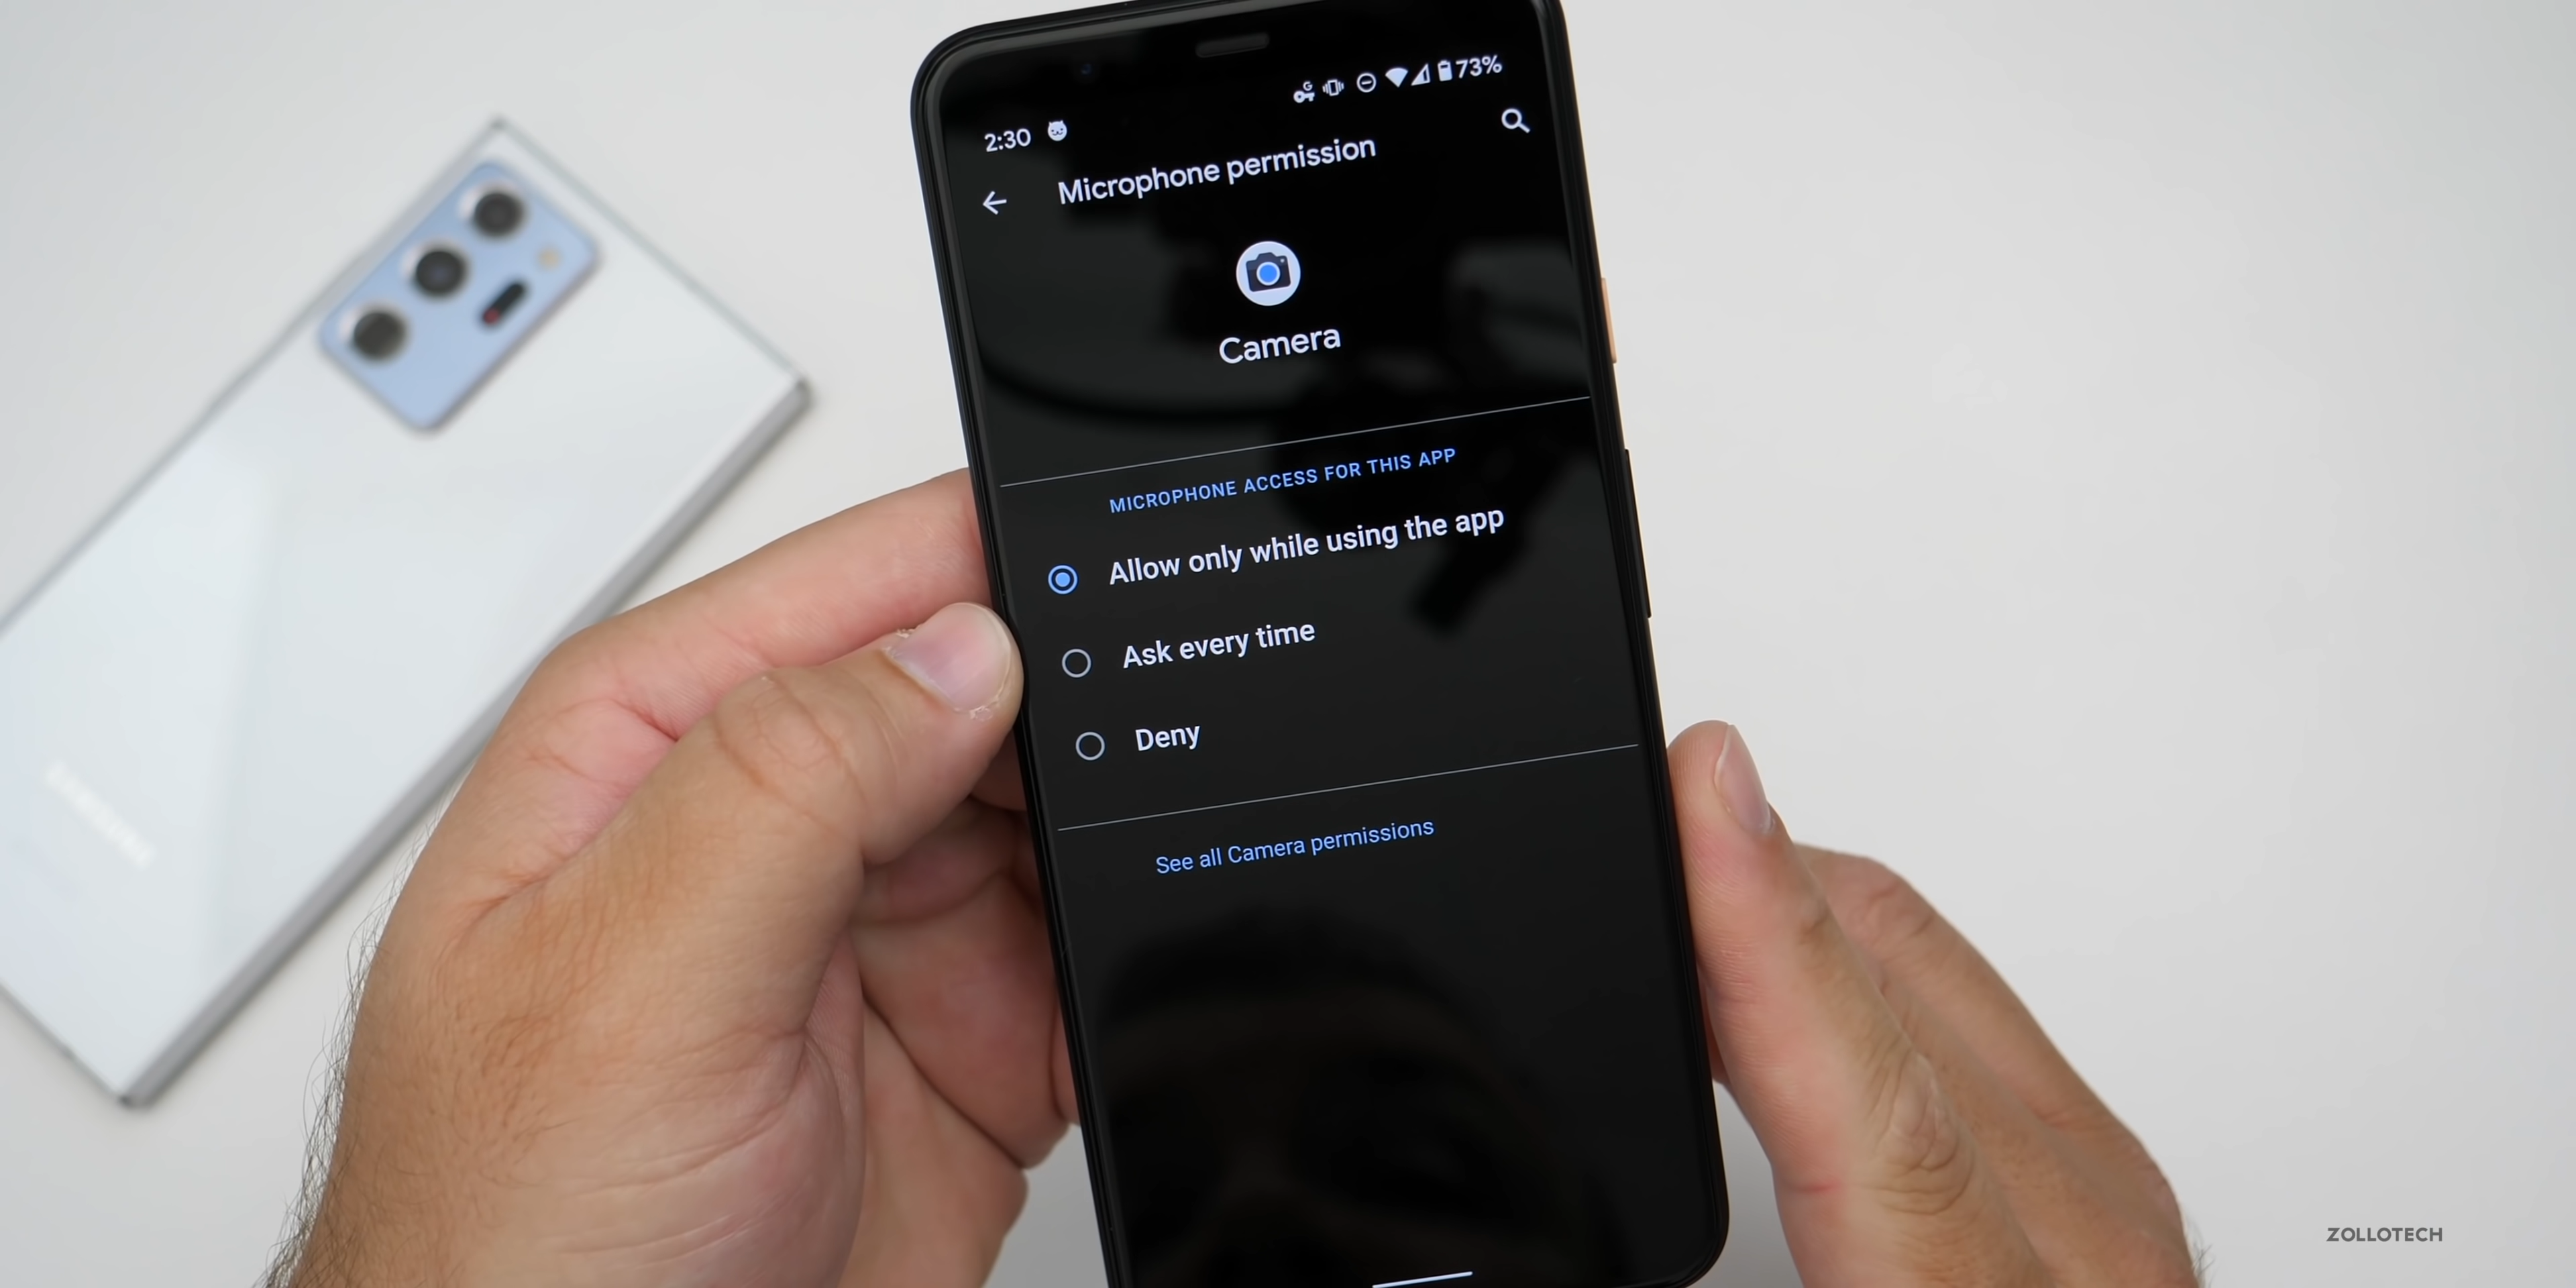 73%
2:30
Microphone permission
Camera
MICROPHONE ACCESS FOR THIS APP
Allow only while using the app
Ask every time
Deny
See all Camera permissions
SAMSUNG
ZOLLOTECH